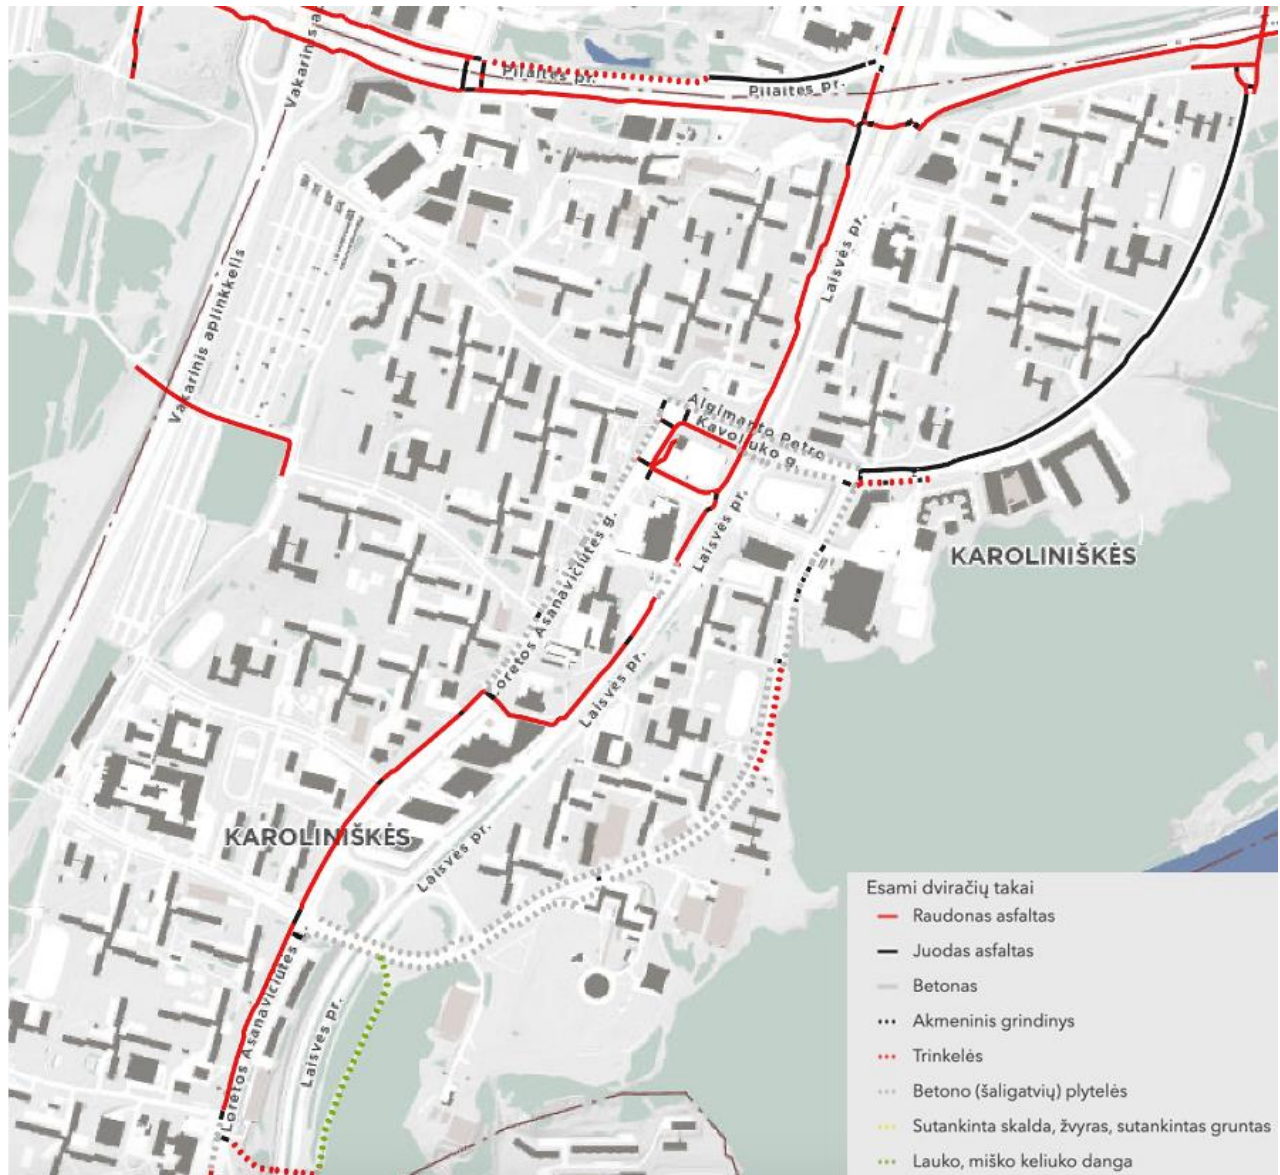 Vakarinis a
Pilaitės pr.
Pilaitės pr.
Laisvės pr.
Vakarinis aplinkkelis
Algimanto Petro
Kavoliuko g.
Laisvės pr.
KAROLINIŠKĖS
Loretos Asanavičiūtės g.
Laisvės pr.
KAROLINIŠKĖS
Laisvės pr.
Loretos Asanavičiūtės
Laisvės pr.
Esami dviračių takai
Raudonas asfaltas
Juodas asfaltas
Betonas
Akmeninis grindinys
Trinkelės
Betono (šaligatvių) plytelės
Sutankinta skalda, žvyras, sutankintas gruntas
Lauko, miško keliuko danga